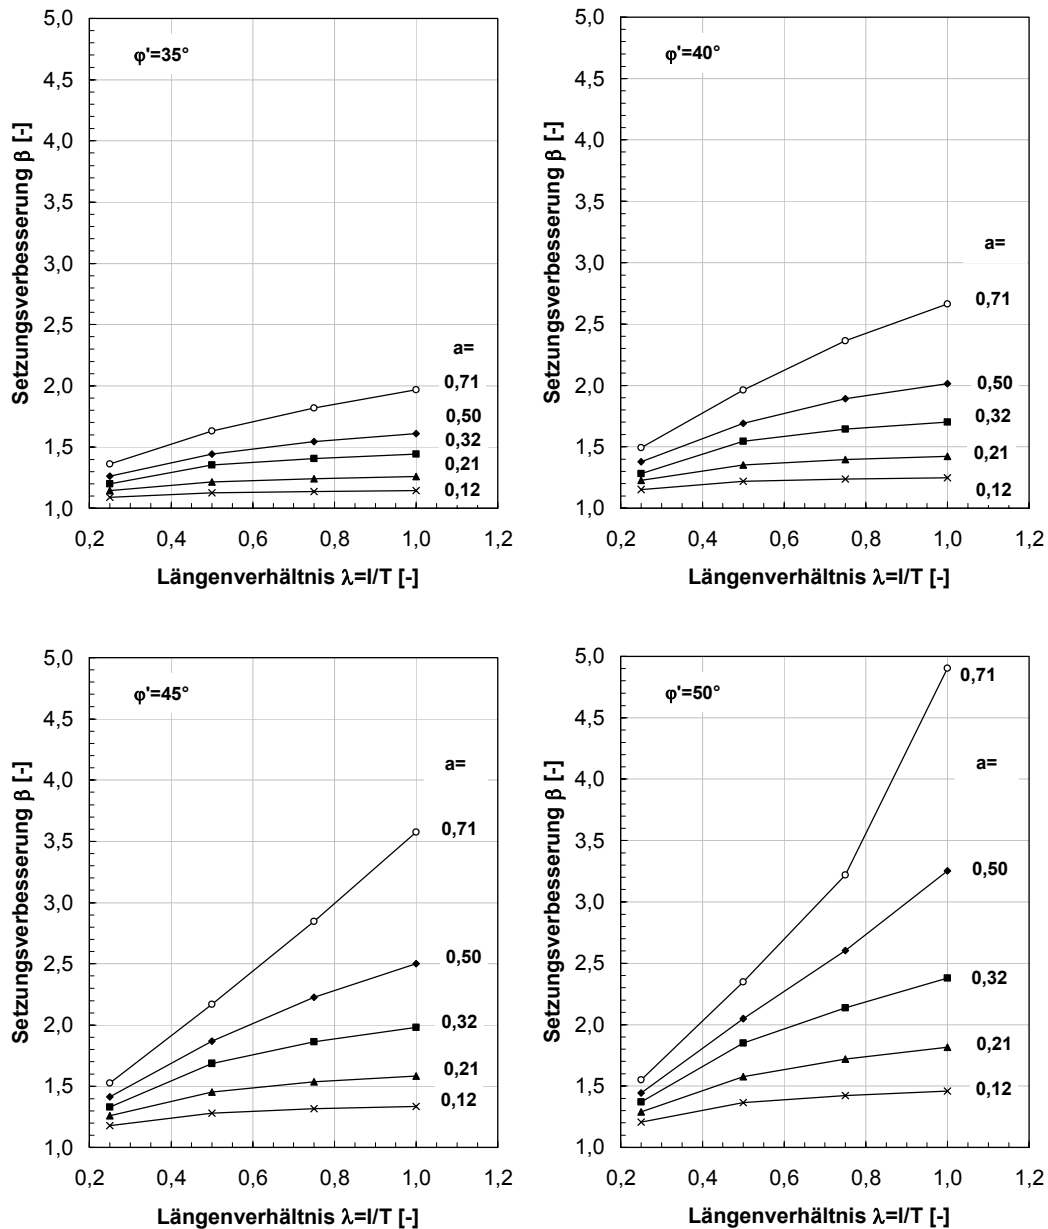 φ'=35°
Setzungsverbesserung β [-]
5,0
4,5
4,0
3,5
3,0
2,5
2,0
1,5
1,0
a=
0,71
0,50
0,32
0,21
0,12
0,2 0,4 0,6 0,8 1,0 1,2
Längenverhältnis λ=l/T [-]
φ'=40°
Setzungsverbesserung β [-]
5,0
4,5
4,0
3,5
3,0
2,5
2,0
1,5
1,0
a=
0,71
0,50
0,32
0,21
0,12
0,2 0,4 0,6 0,8 1,0 1,2
Längenverhältnis λ=l/T [-]
φ'=45°
Setzungsverbesserung β [-]
5,0
4,5
4,0
3,5
3,0
2,5
2,0
1,5
1,0
a=
0,71
0,50
0,32
0,21
0,12
0,2 0,4 0,6 0,8 1,0 1,2
Längenverhältnis λ=l/T [-]
φ'=50°
Setzungsverbesserung β [-]
5,0
4,5
4,0
3,5
3,0
2,5
2,0
1,5
1,0
0,71
a=
0,50
0,32
0,21
0,12
0,2 0,4 0,6 0,8 1,0 1,2
Längenverhältnis λ=l/T [-]